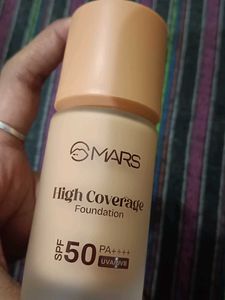 MARS
High Coverage
Foundation
SPF 50 PA++++
UVA/UVB